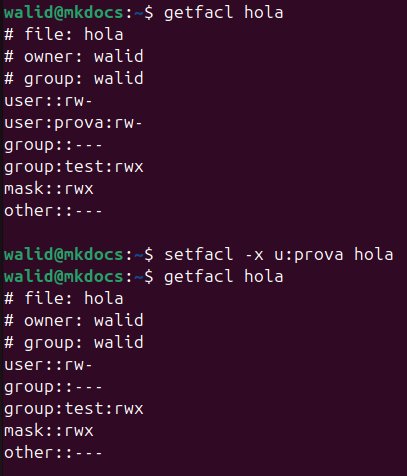 walid@mkdocs:~$ getfacl hola
# file: hola
# owner: walid
# group: walid
user::rw-
user:prova:rw-
group::---
group:test:rwx
mask::rwx
other::---
walid@mkdocs:~$ setfacl -x u:prova hola
walid@mkdocs:~$ getfacl hola
# file: hola
# owner: walid
# group: walid
user::rw-
group::---
group:test:rwx
mask::rwx
other::---